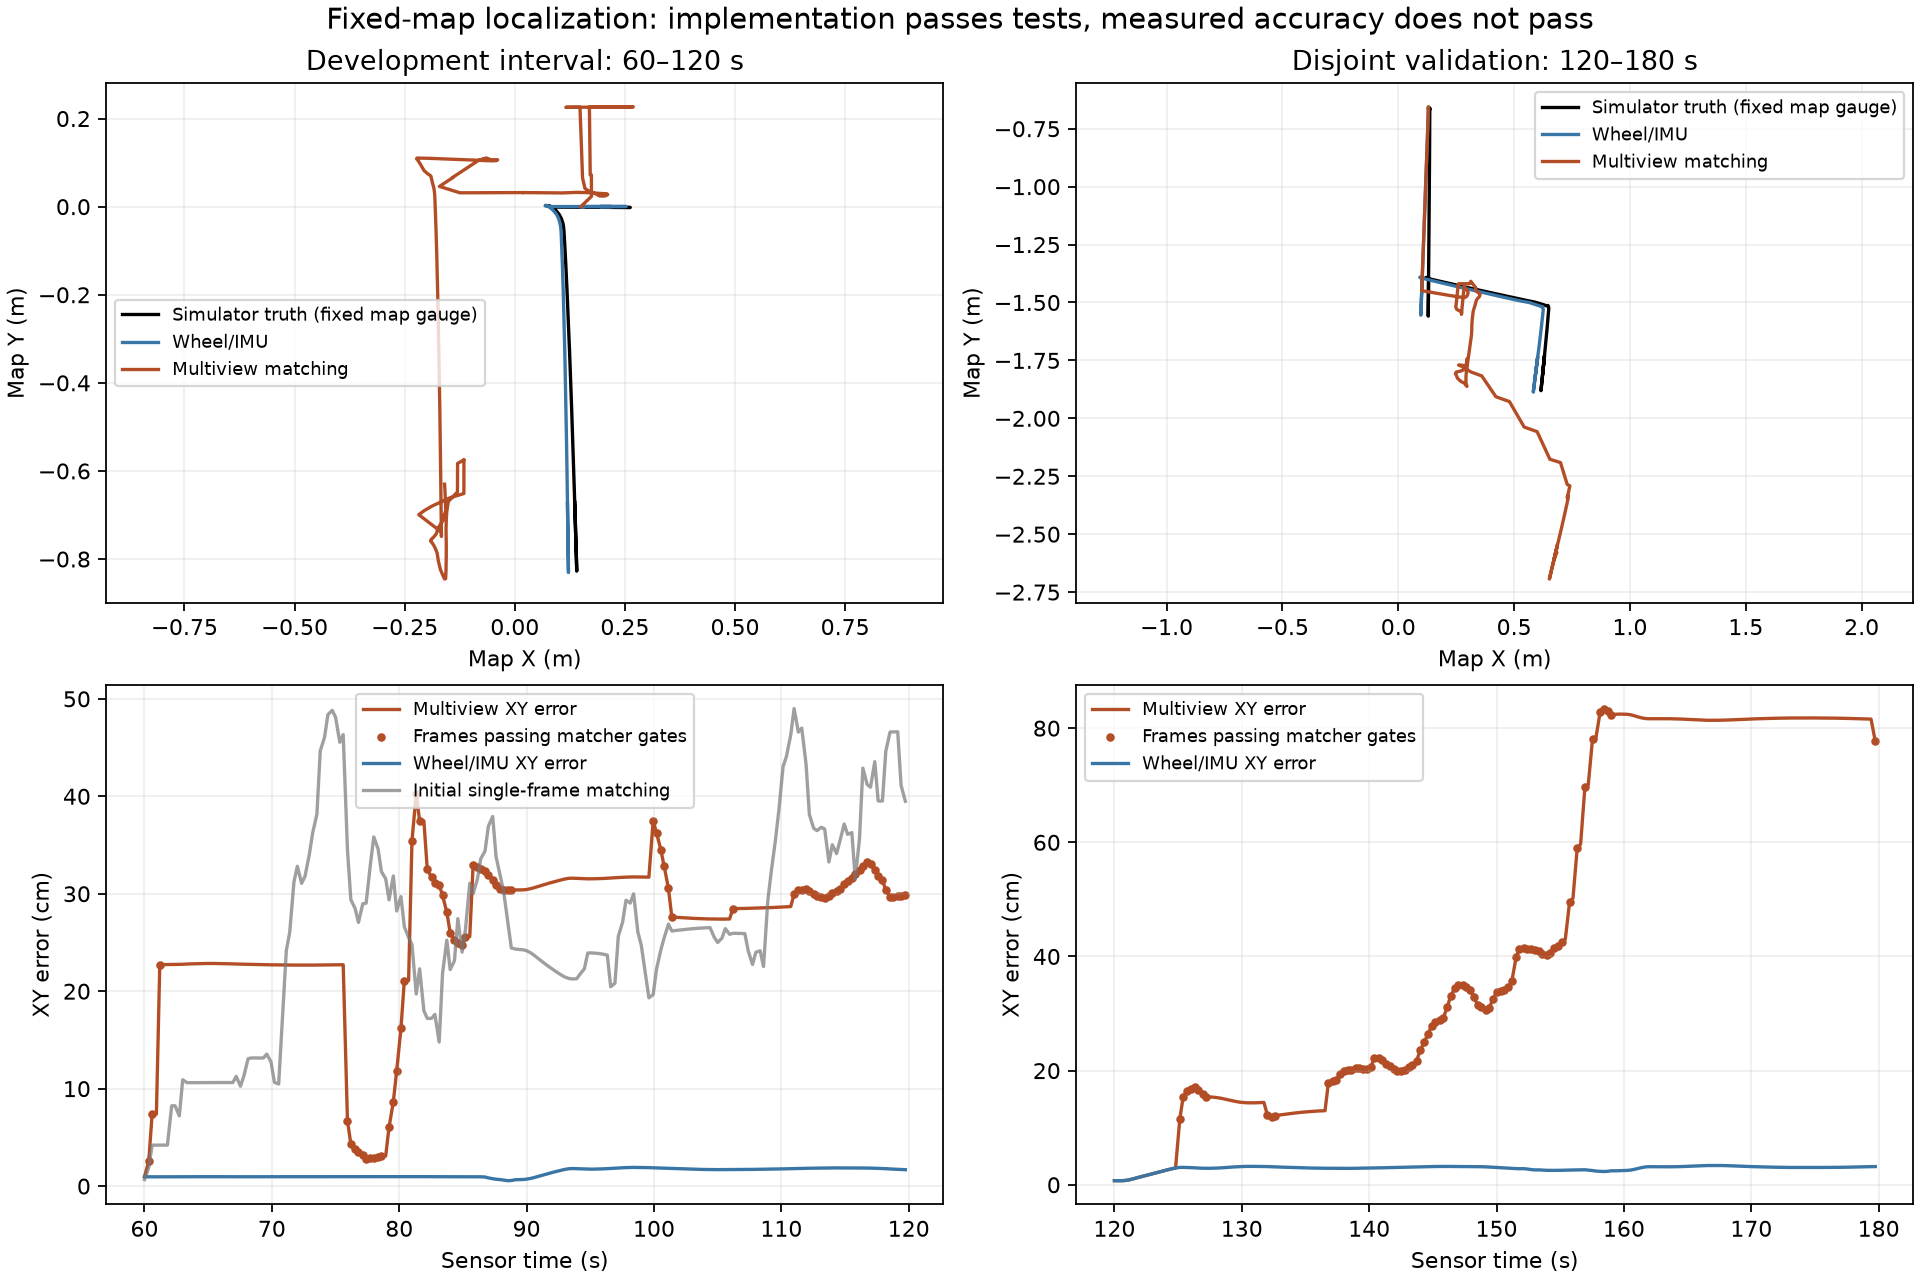 Fixed-map localization: implementation passes tests, measured accuracy does not pass
Development interval: 60–120 s
0.2
0.0
−0.2
−0.4
−0.6
−0.8
Map Y (m)
Simulator truth (fixed map gauge)
Wheel/IMU
Multiview matching
−0.75
−0.50
−0.25
0.00
0.25
0.50
0.75
Map X (m)
Disjoint validation: 120–180 s
−0.75
−1.00
−1.25
−1.50
−1.75
−2.00
−2.25
−2.50
−2.75
Map Y (m)
Simulator truth (fixed map gauge)
Wheel/IMU
Multiview matching
−1.0
−0.5
0.0
0.5
1.0
1.5
2.0
Map X (m)
50
40
30
20
10
0
XY error (cm)
Multiview XY error
Frames passing matcher gates
Wheel/IMU XY error
Initial single-frame matching
60
70
80
90
100
110
120
Sensor time (s)
80
60
40
20
0
XY error (cm)
Multiview XY error
Frames passing matcher gates
Wheel/IMU XY error
120
130
140
150
160
170
180
Sensor time (s)